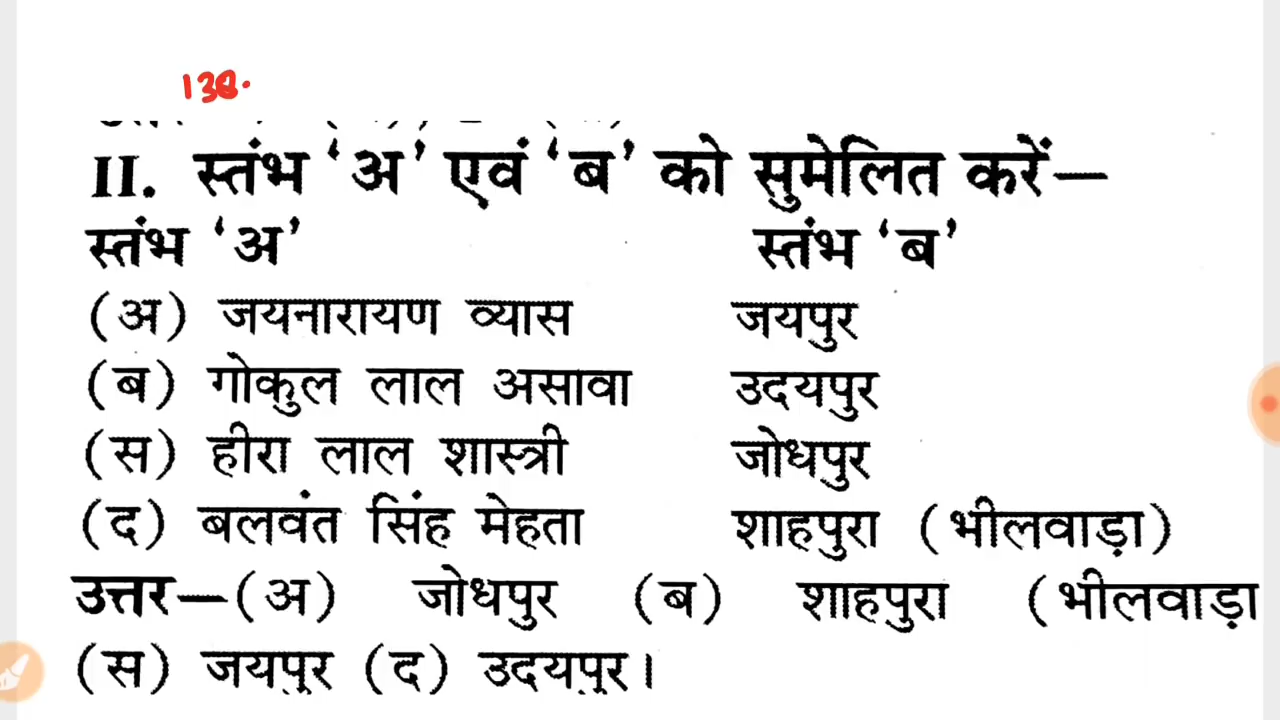 138.
II. स्तंभ ‘अ’ एवं ‘ब’ को सुमेलित करें—
स्तंभ ‘अ’ स्तंभ ‘ब’
(अ) जयनारायण व्यास जयपुर
(ब) गोकुल लाल असावा उदयपुर
(स) हीरा लाल शास्त्री जोधपुर
(द) बलवंत सिंह मेहता शाहपुरा (भीलवाड़ा)
उत्तर—(अ) जोधपुर (ब) शाहपुरा (भीलवाड़ा
(स) जयपुर (द) उदयपुर।